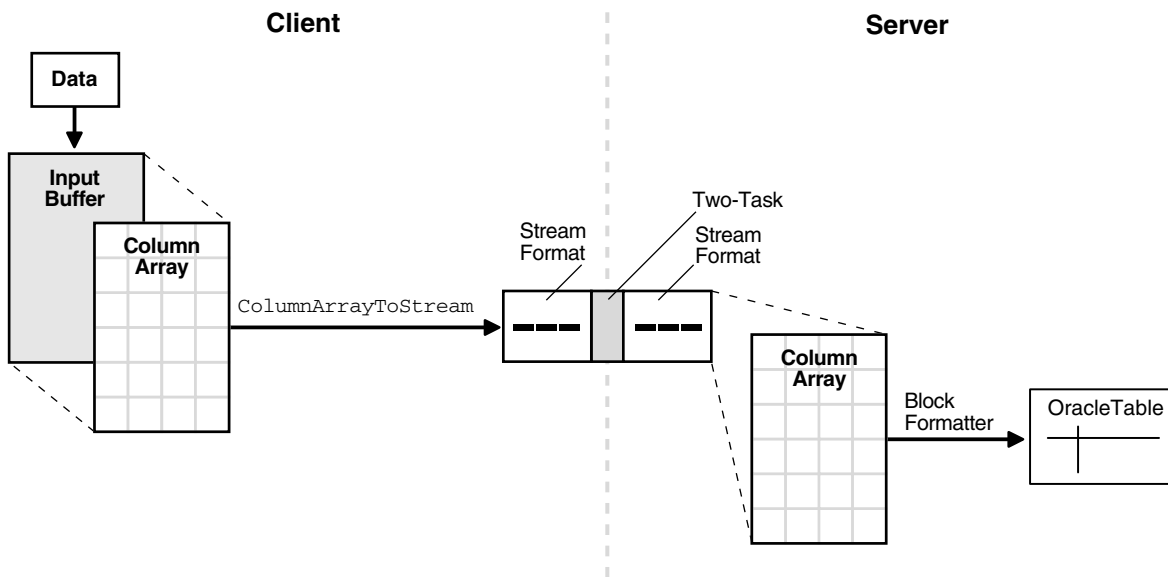 Client
Server
Data
Input
Buffer
Column
Array
ColumnArrayToStream
Stream
Format
Two-Task
Stream
Format
Column
Array
Block
Formatter
OracleTable